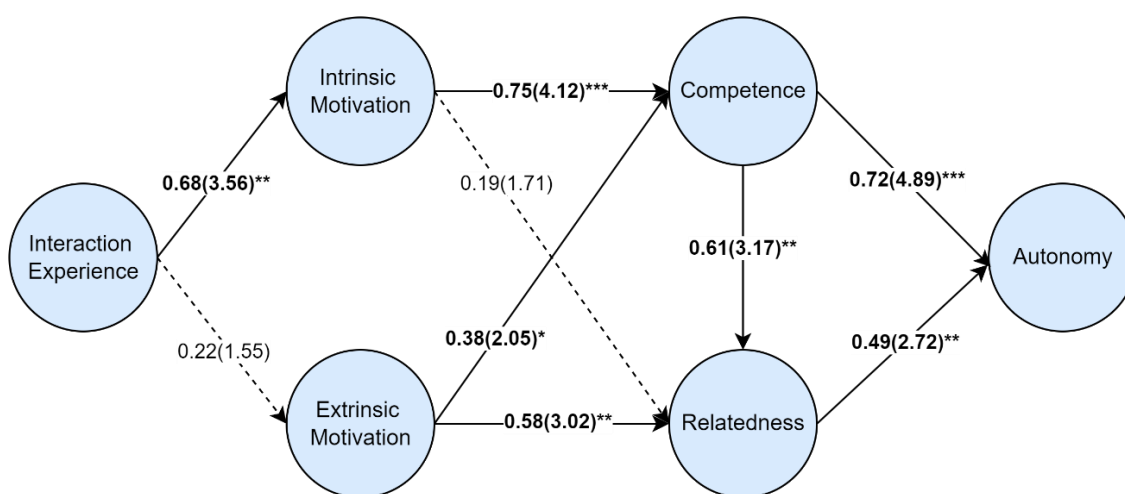 Intrinsic
Motivation
0.75(4.12)***
Competence
0.68(3.56)**
0.19(1.71)
0.72(4.89)***
Interaction
Experience
0.61(3.17)**
Autonomy
0.22(1.55)
0.38(2.05)*
0.49(2.72)**
Extrinsic
Motivation
0.58(3.02)**
Relatedness